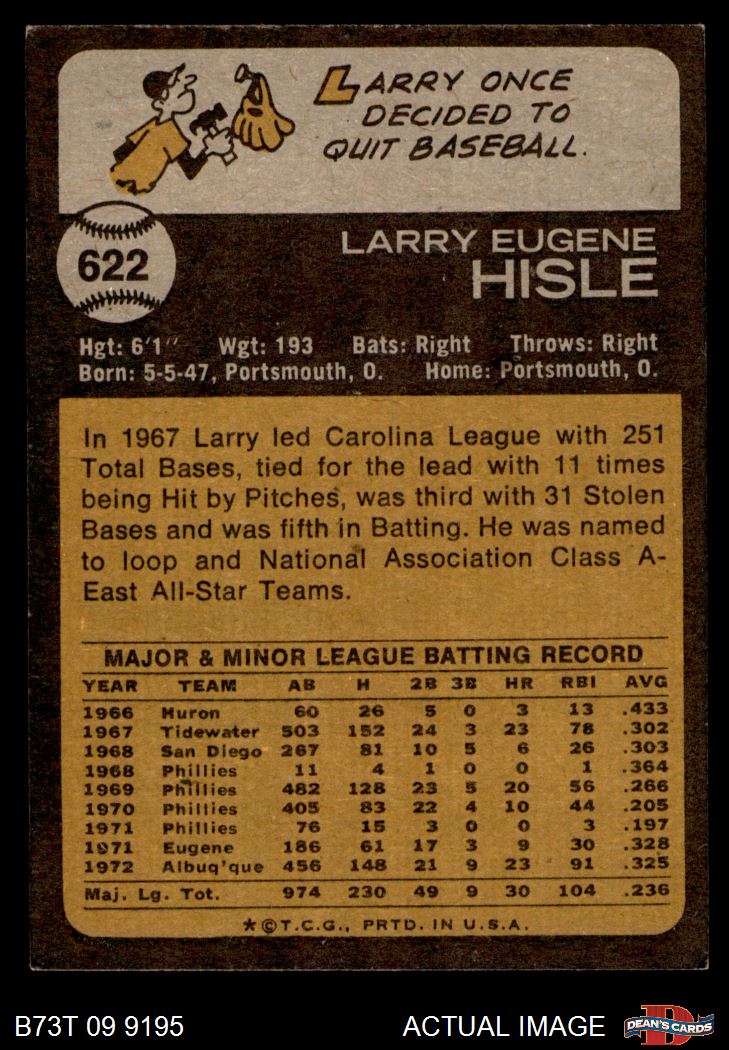 LARRY ONCE
DECIDED TO
QUIT BASEBALL.
622
LARRY EUGENE
HISLE
Hgt: 6'1" Wgt: 193 Bats: Right Throws: Right
Born: 5-5-47, Portsmouth, O. Home: Portsmouth, O.
In 1967 Larry led Carolina League with 251
Total Bases, tied for the lead with 11 times
being Hit by Pitches, was third with 31 Stolen
Bases and was fifth in Batting. He was named
to loop and National Association Class A-
East All-Star Teams.
MAJOR & MINOR LEAGUE BATTING RECORD
YEAR TEAM AB H 2B 3B HR RBI AVG
1966 Huron 60 26 5 0 3 13 .433
1967 Tidewater 503 152 24 3 23 78 .302
1968 San Diego 267 81 10 5 6 26 .303
1968 Phillies 11 4 1 0 0 1 .364
1969 Phillies 482 128 23 5 20 56 .266
1970 Phillies 405 83 22 4 10 44 .205
1971 Phillies 76 15 3 0 0 3 .197
1971 Eugene 186 61 17 3 9 30 .328
1972 Albuq'que 456 148 21 9 23 91 .325
Maj. Lg. Tot. 974 230 49 9 30 104 .236
*©T.C.G., PRTD. IN U.S.A.
B73T 09 9195 ACTUAL IMAGE
D
DEAN'S CARDS